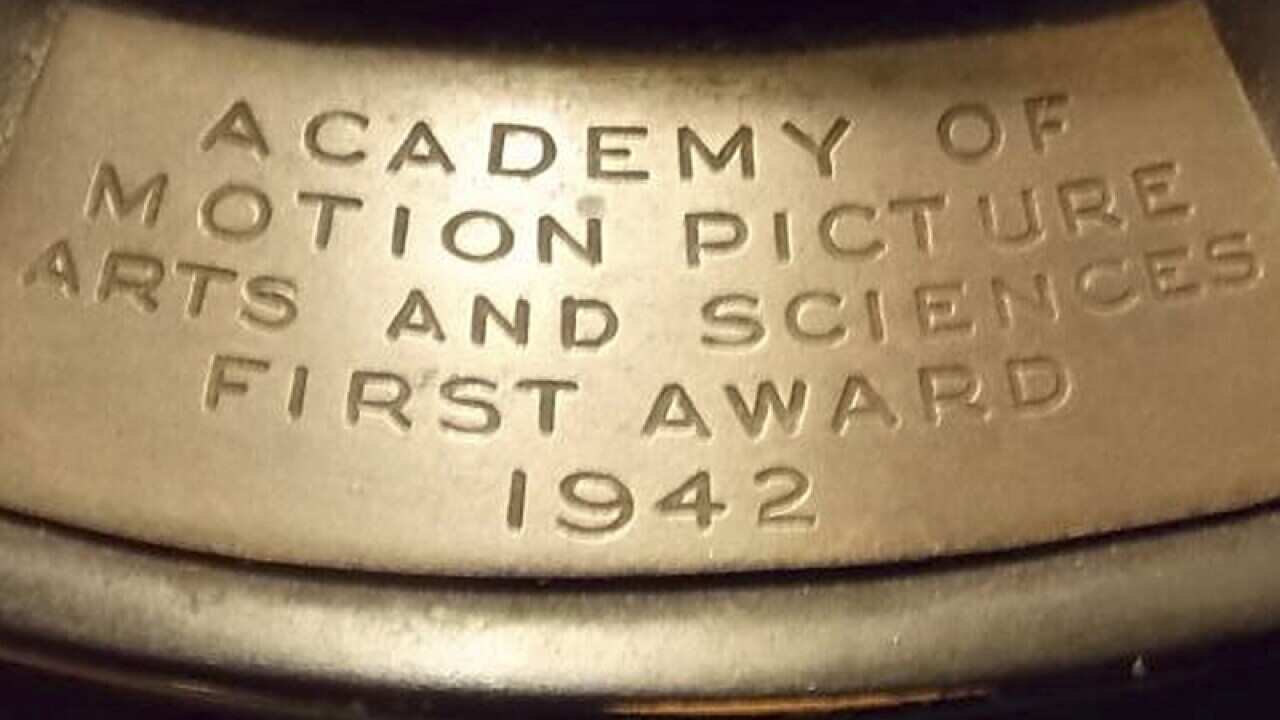 ACADEMY OF
MOTION PICTURE
ARTS AND SCIENCES
FIRST AWARD
1942